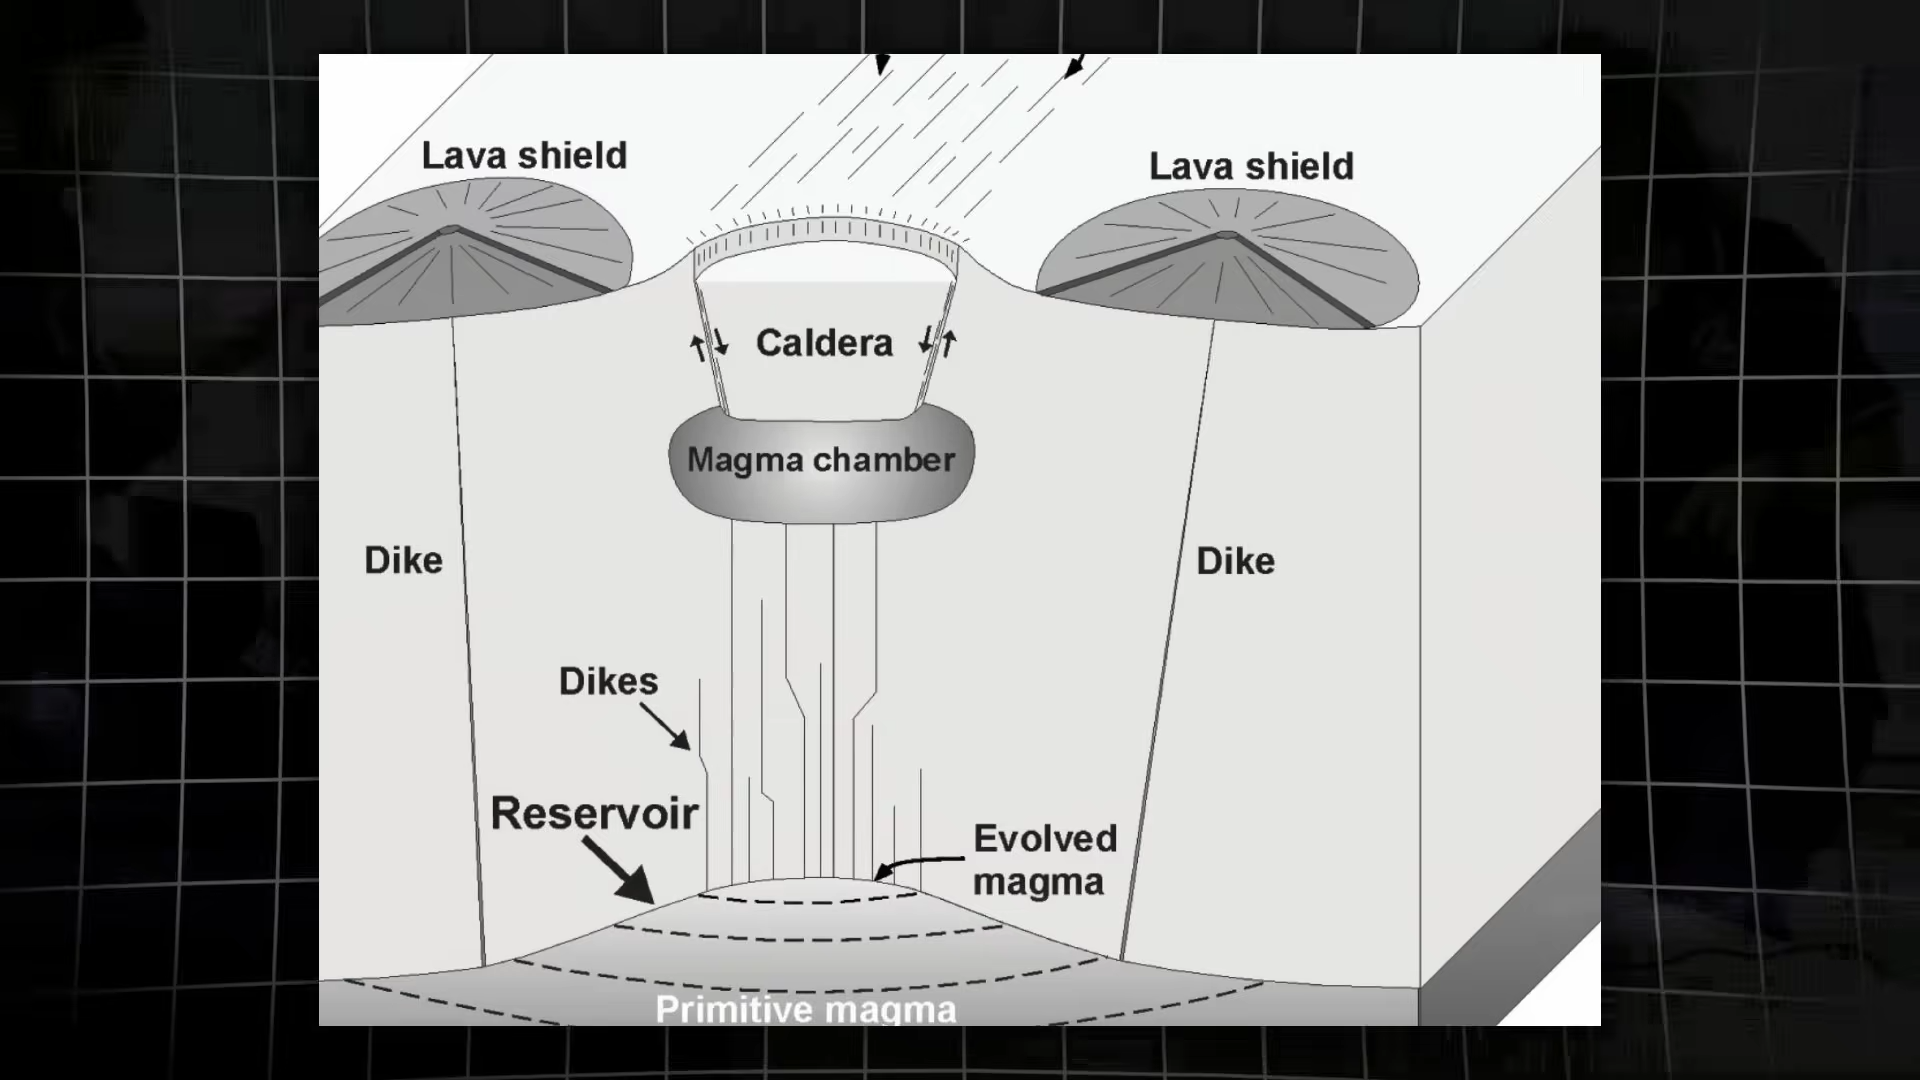 Lava shield
Lava shield
Caldera
Magma chamber
Dike
Dike
Dikes
Reservoir
Evolved
magma
Primitive magma